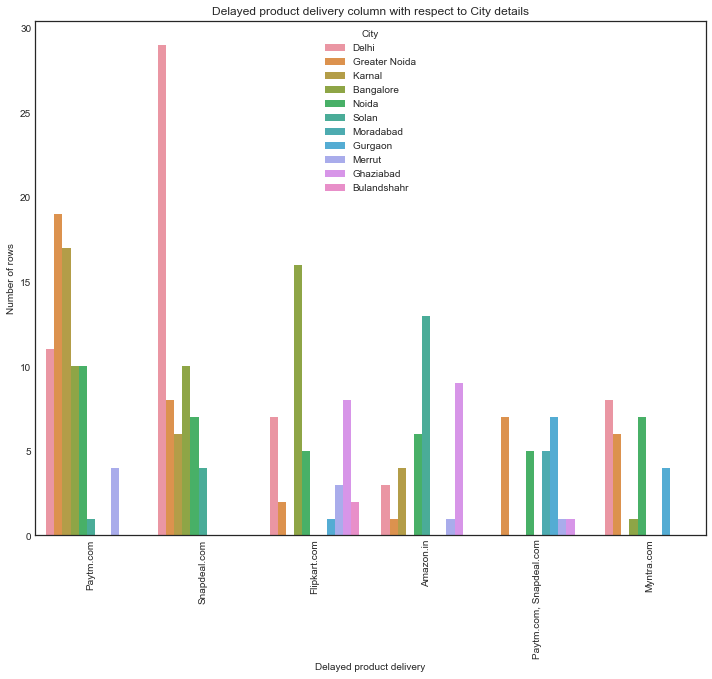 Delayed product delivery column with respect to City details
Number of rows
30
25
20
15
10
5
0
City
Delhi
Greater Noida
Karnal
Bangalore
Noida
Solan
Moradabad
Gurgaon
Merrut
Ghaziabad
Bulandshahr
Paytm.com
Snapdeal.com
Flipkart.com
Amazon.in
Paytm.com, Snapdeal.com
Myntra.com
Delayed product delivery